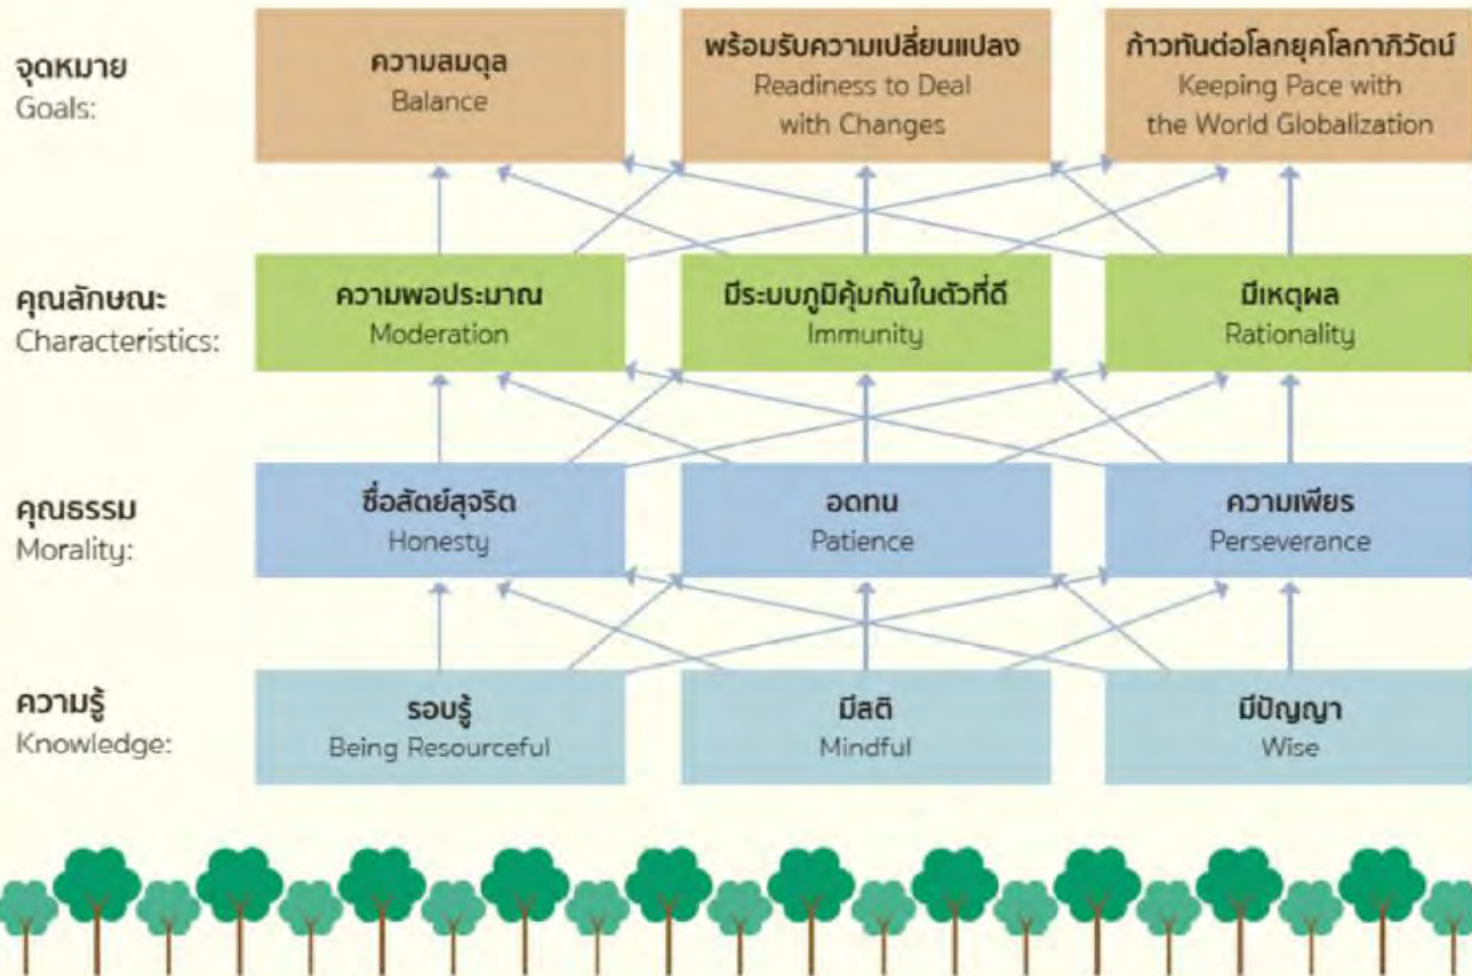 จุดหมาย
Goals:
ความสมดุล
Balance
พร้อมรับความเปลี่ยนแปลง
Readiness to Deal
with Changes
ก้าวทันต่อโลกยุคโลกาภิวัตน์
Keeping Pace with
the World Globalization
คุณลักษณะ
Characteristics:
ความพอประมาณ
Moderation
มีระบบภูมิคุ้มกันในตัวที่ดี
Immunity
มีเหตุผล
Rationality
คุณธรรม
Morality:
ซื่อสัตย์สุจริต
Honesty
อดทน
Patience
ความเพียร
Perseverance
ความรู้
Knowledge:
รอบรู้
Being Resourceful
มีสติ
Mindful
มีปัญญา
Wise